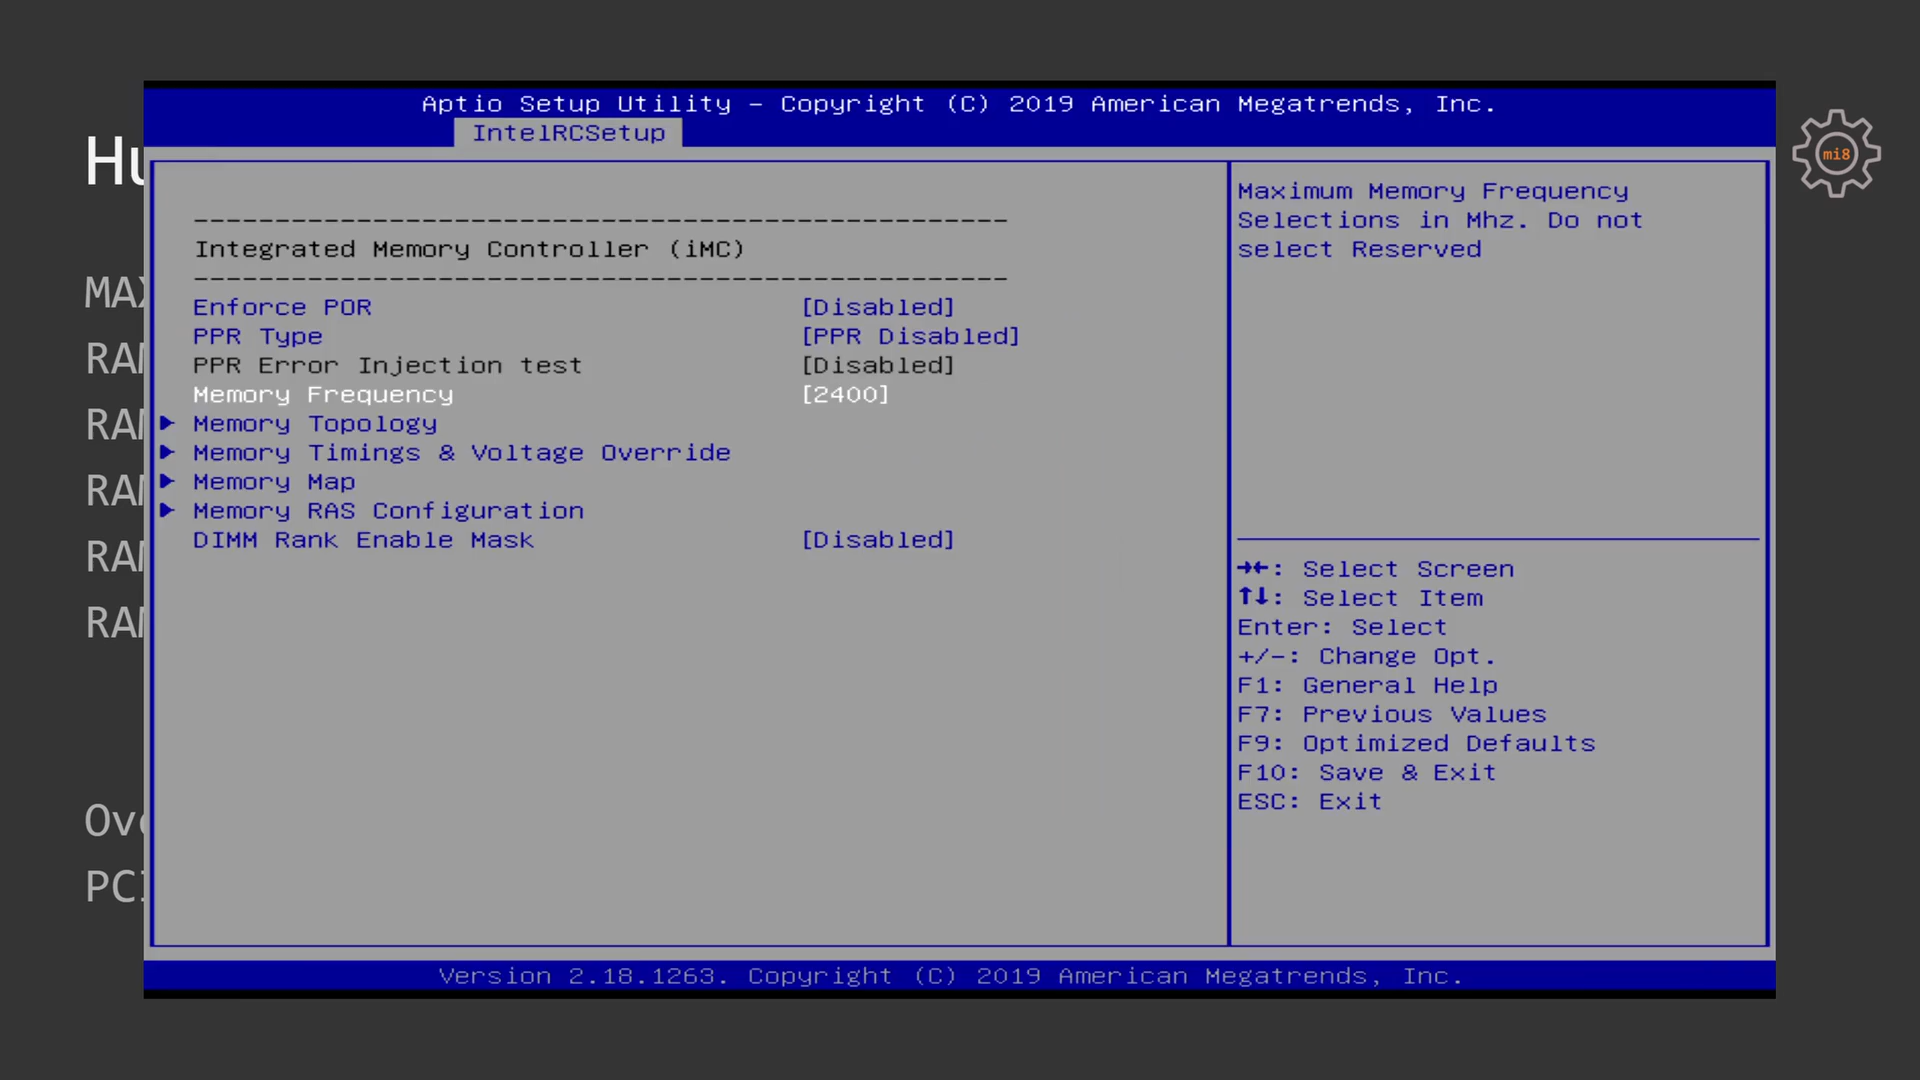 Aptio Setup Utility – Copyright (C) 2019 American Megatrends, Inc.
IntelRCSetup
Integrated Memory Controller (iMC)
Enforce POR [Disabled]
PPR Type [PPR Disabled]
PPR Error Injection test [Disabled]
Memory Frequency [2400]
Memory Topology
Memory Timings & Voltage Override
Memory Map
Memory RAS Configuration
DIMM Rank Enable Mask [Disabled]
Maximum Memory Frequency
Selections in Mhz. Do not
select Reserved
→←: Select Screen
↑↓: Select Item
Enter: Select
+/-: Change Opt.
F1: General Help
F7: Previous Values
F9: Optimized Defaults
F10: Save & Exit
ESC: Exit
Version 2.18.1263. Copyright (C) 2019 American Megatrends, Inc.
mi8